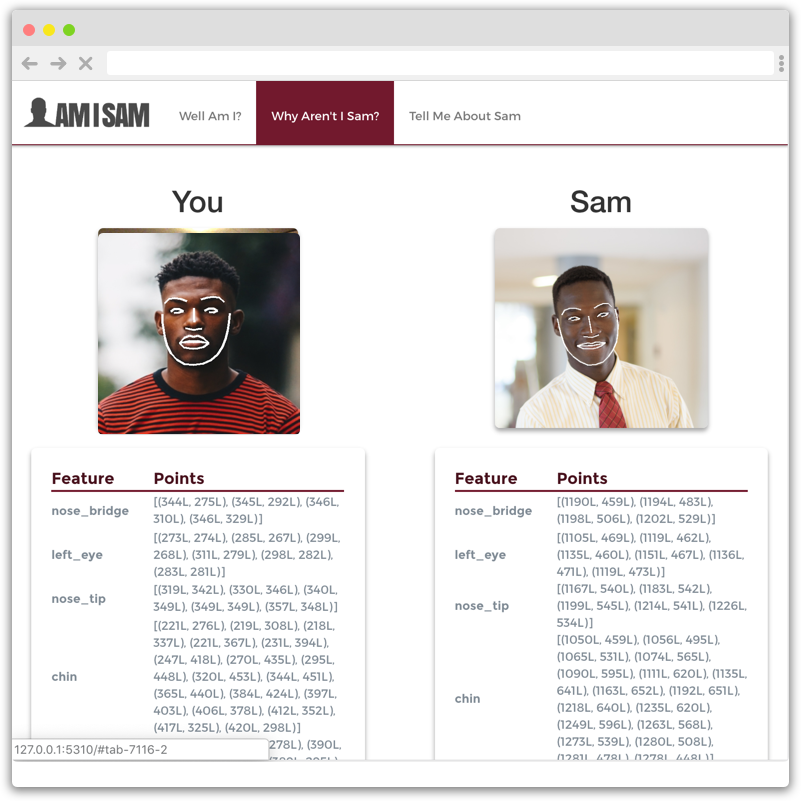 AM I SAM
Well Am I?
Why Aren't I Sam?
Tell Me About Sam
You
Sam
Feature Points
nose_bridge
[(344L, 275L), (345L, 292L), (346L,
310L), (346L, 329L)]
left_eye
[(273L, 274L), (285L, 267L), (299L,
268L), (311L, 279L), (298L, 282L),
(283L, 281L)]
nose_tip
[(319L, 342L), (330L, 346L), (340L,
349L), (349L, 349L), (357L, 348L)]
chin
[(221L, 276L), (219L, 308L), (218L,
337L), (221L, 367L), (231L, 394L),
(247L, 418L), (270L, 435L), (295L,
448L), (320L, 453L), (344L, 451L),
(365L, 440L), (384L, 424L), (397L,
403L), (406L, 378L), (412L, 352L),
(417L, 325L), (420L, 298L)]
278L), (390L,
Feature Points
nose_bridge
[(1190L, 459L), (1194L, 483L),
(1198L, 506L), (1202L, 529L)]
left_eye
[(1105L, 469L), (1119L, 462L),
(1135L, 460L), (1151L, 467L), (1136L,
471L), (1119L, 473L)]
nose_tip
[(1167L, 540L), (1183L, 542L),
(1199L, 545L), (1214L, 541L), (1226L,
534L)]
chin
[(1050L, 459L), (1056L, 495L),
(1065L, 531L), (1074L, 565L),
(1090L, 595L), (1111L, 620L), (1135L,
641L), (1163L, 652L), (1192L, 651L),
(1218L, 640L), (1235L, 620L),
(1249L, 596L), (1263L, 568L),
(1273L, 539L), (1280L, 508L),
(1281L, 478L), (1278L, 448L)]
127.0.0.1:5310/#tab-7116-2